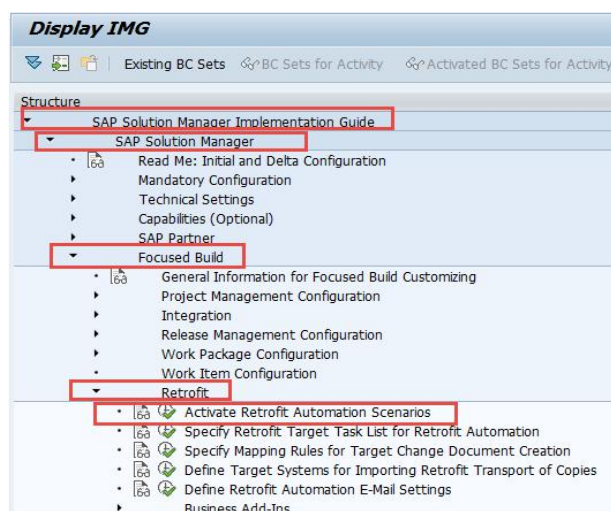 Display IMG
Existing BC Sets BC Sets for Activity Activated BC Sets for Activity
Structure
SAP Solution Manager Implementation Guide
SAP Solution Manager
Read Me: Initial and Delta Configuration
Mandatory Configuration
Technical Settings
Capabilities (Optional)
SAP Partner
Focused Build
General Information for Focused Build Customizing
Project Management Configuration
Integration
Release Management Configuration
Work Package Configuration
Work Item Configuration
Retrofit
Activate Retrofit Automation Scenarios
Specify Retrofit Target Task List for Retrofit Automation
Specify Mapping Rules for Target Change Document Creation
Define Target Systems for Importing Retrofit Transport of Copies
Define Retrofit Automation E-Mail Settings
Business Add-Ins